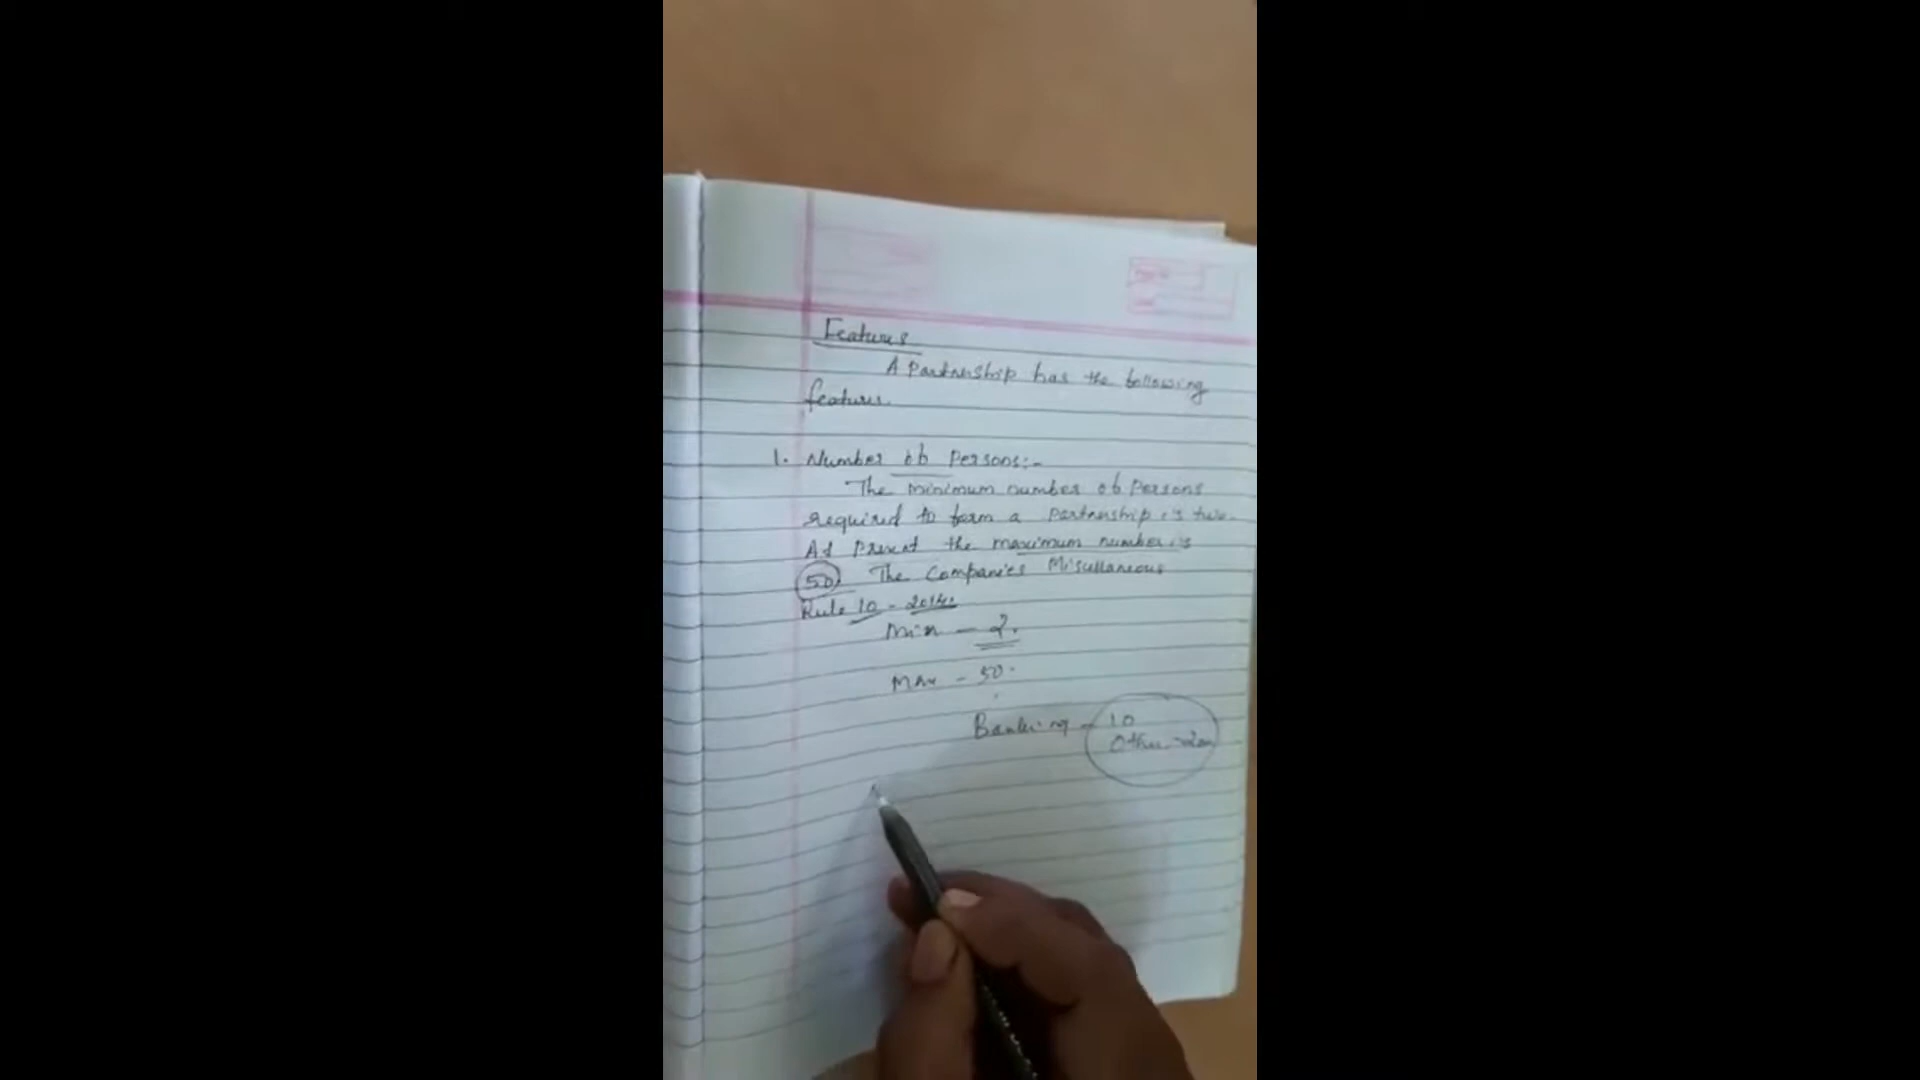 Features
A Partnership has the following
features.
1. Number of Persons:-
The minimum number of Persons
required to form a Partnership is two.
At Present the maximum number is
50. The Companies Miscellaneous
Rule 10 - 2014.
Min - 2.
Max - 50.
Banking - 10
Other - 20